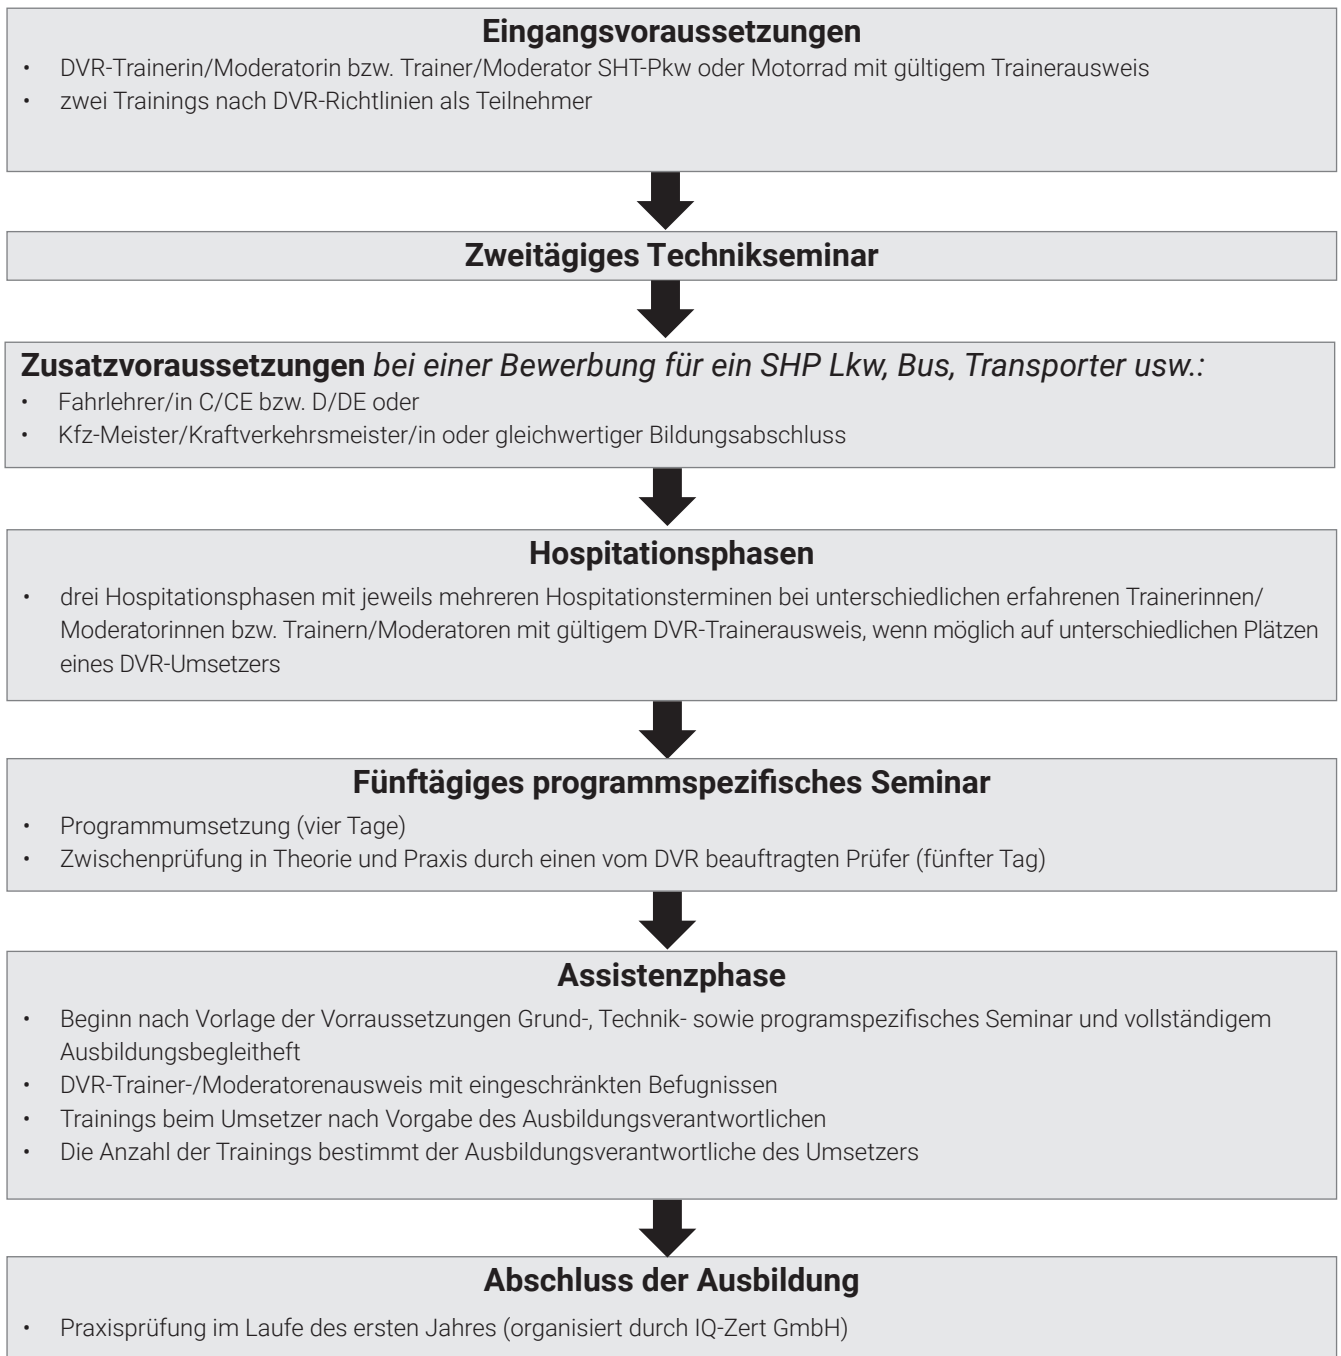 Eingangsvoraussetzungen
• DVR-Trainerin/Moderatorin bzw. Trainer/Moderator SHT-Pkw oder Motorrad mit gültigem Trainerausweis
• zwei Trainings nach DVR-Richtlinien als Teilnehmer
Zweitägiges Technikseminar
Zusatzvoraussetzungen bei einer Bewerbung für ein SHP Lkw, Bus, Transporter usw.:
• Fahrlehrer/in C/CE bzw. D/DE oder
• Kfz-Meister/Kraftverkehrsmeister/in oder gleichwertiger Bildungsabschluss
Hospitationsphasen
• drei Hospitationsphasen mit jeweils mehreren Hospitationsterminen bei unterschiedlichen erfahrenen Trainerinnen/
Moderatorinnen bzw. Trainern/Moderatoren mit gültigem DVR-Trainerausweis, wenn möglich auf unterschiedlichen Plätzen
eines DVR-Umsetzers
Fünftägiges programmspezifisches Seminar
• Programmumsetzung (vier Tage)
• Zwischenprüfung in Theorie und Praxis durch einen vom DVR beauftragten Prüfer (fünfter Tag)
Assistenzphase
• Beginn nach Vorlage der Vorraussetzungen Grund-, Technik- sowie programspezifisches Seminar und vollständigem
Ausbildungsbegleitheft
• DVR-Trainer-/Moderatorenausweis mit eingeschränkten Befugnissen
• Trainings beim Umsetzer nach Vorgabe des Ausbildungsverantwortlichen
• Die Anzahl der Trainings bestimmt der Ausbildungsverantwortliche des Umsetzers
Abschluss der Ausbildung
• Praxisprüfung im Laufe des ersten Jahres (organisiert durch IQ-Zert GmbH)